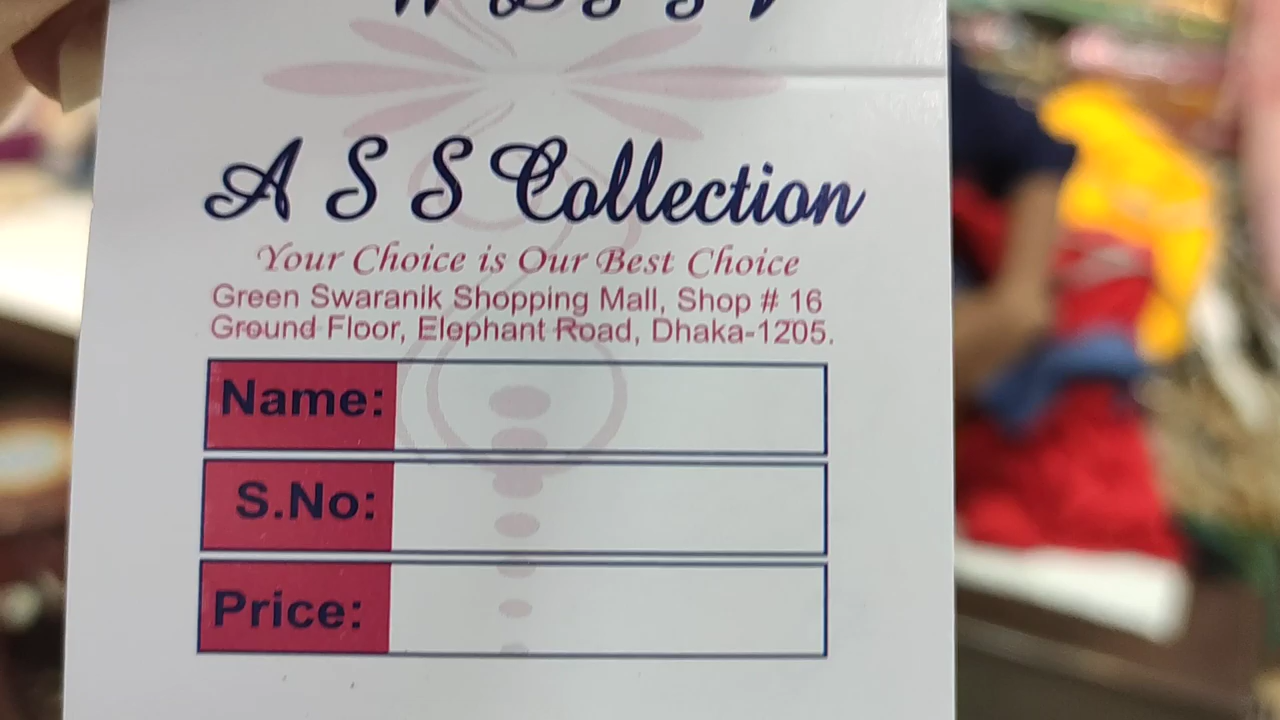 A S S Collection
Your Choice is Our Best Choice
Green Swaranik Shopping Mall, Shop # 16
Ground Floor, Elephant Road, Dhaka-1205.
Name:
S.No:
Price: